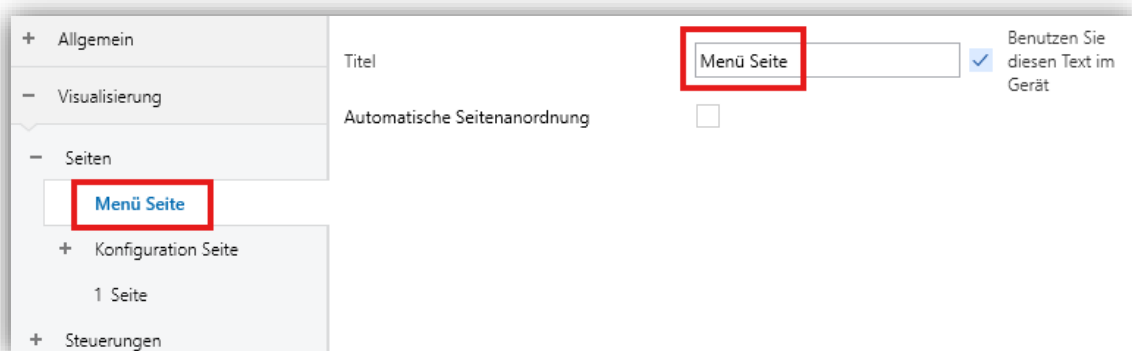 Allgemein
Visualisierung
Seiten
Menü Seite
Konfiguration Seite
1 Seite
Steuerungen
Titel
Menü Seite
Benutzen Sie
diesen Text im
Gerät
Automatische Seitenanordnung